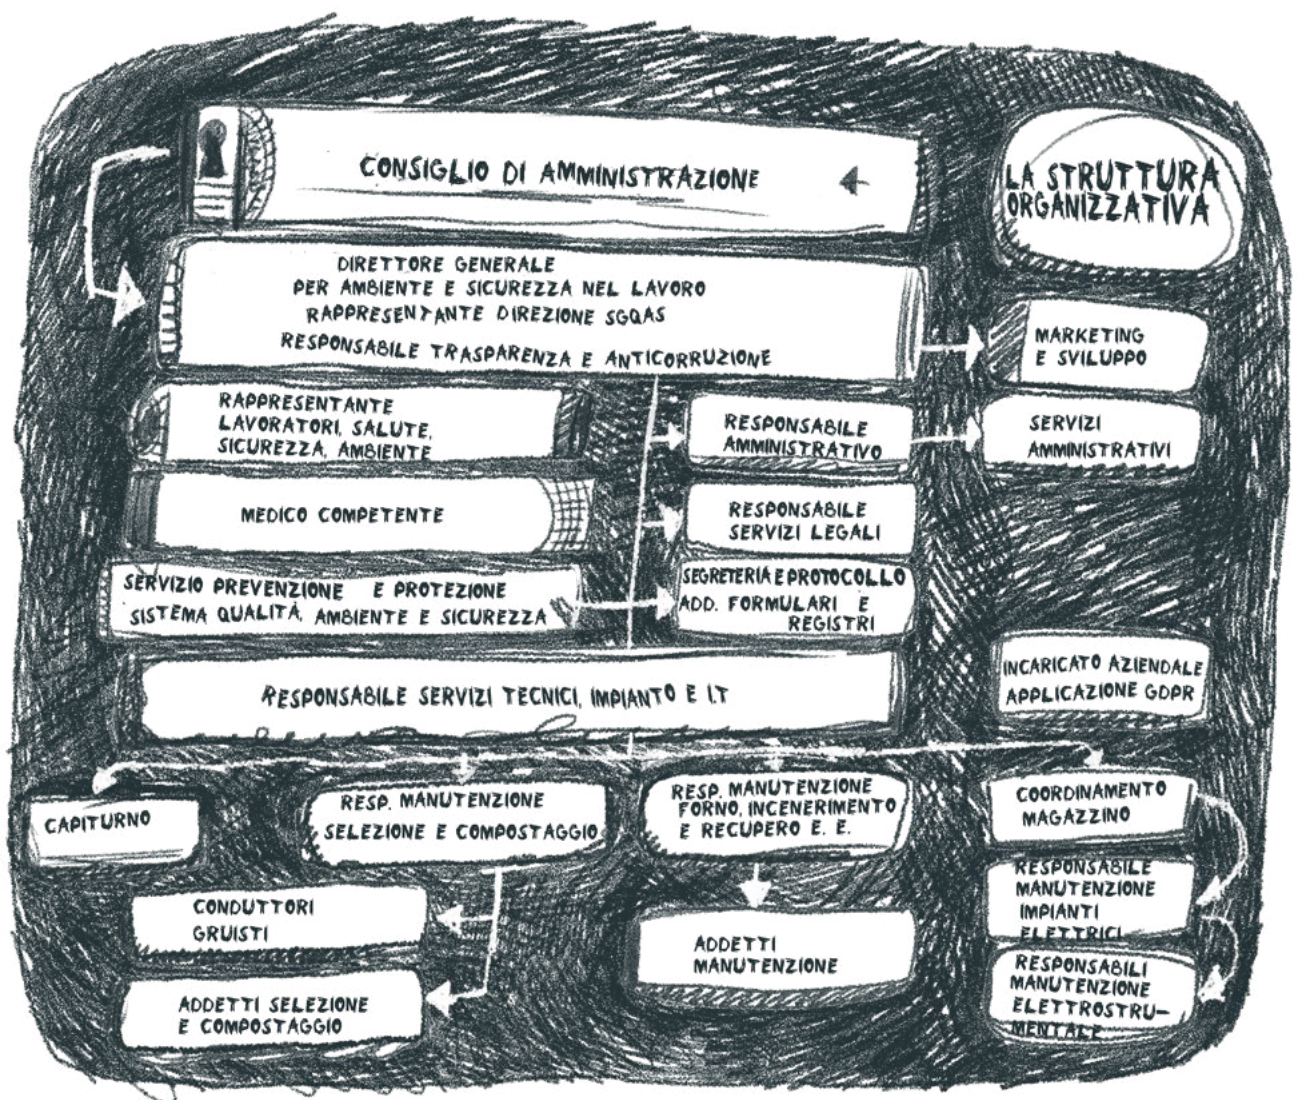 CONSIGLIO DI AMMINISTRAZIONE
LA STRUTTURA
ORGANIZZATIVA
DIRETTORE GENERALE
PER AMBIENTE E SICUREZZA NEL LAVORO
RAPPRESENTANTE DIREZIONE SGQAS
RESPONSABILE TRASPARENZA E ANTICORRUZIONE
MARKETING
E SVILUPPO
RAPPRESENTANTE
LAVORATORI, SALUTE,
SICUREZZA, AMBIENTE
RESPONSABILE
AMMINISTRATIVO
SERVIZI
AMMINISTRATIVI
MEDICO COMPETENTE
RESPONSABILE
SERVIZI LEGALI
SERVIZIO PREVENZIONE E PROTEZIONE
SISTEMA QUALITÀ, AMBIENTE E SICUREZZA
SEGRETERIA E PROTOCOLLO
ADD. FORMULARI E
REGISTRI
RESPONSABILE SERVIZI TECNICI, IMPIANTO E I.T
INCARICATO AZIENDALE
APPLICAZIONE GDPR
CAPITURNO
RESP. MANUTENZIONE
SELEZIONE E COMPOSTAGGIO
RESP. MANUTENZIONE
FORNO, INCENERIMENTO
E RECUPERO E. E.
COORDINAMENTO
MAGAZZINO
RESPONSABILE
MANUTENZIONE
IMPIANTI
ELETTRICI
CONDUTTORI
GRUISTI
ADDETTI
MANUTENZIONE
RESPONSABILI
MANUTENZIONE
ELETTROSTRU-
MENTALE
ADDETTI SELEZIONE
E COMPOSTAGGIO